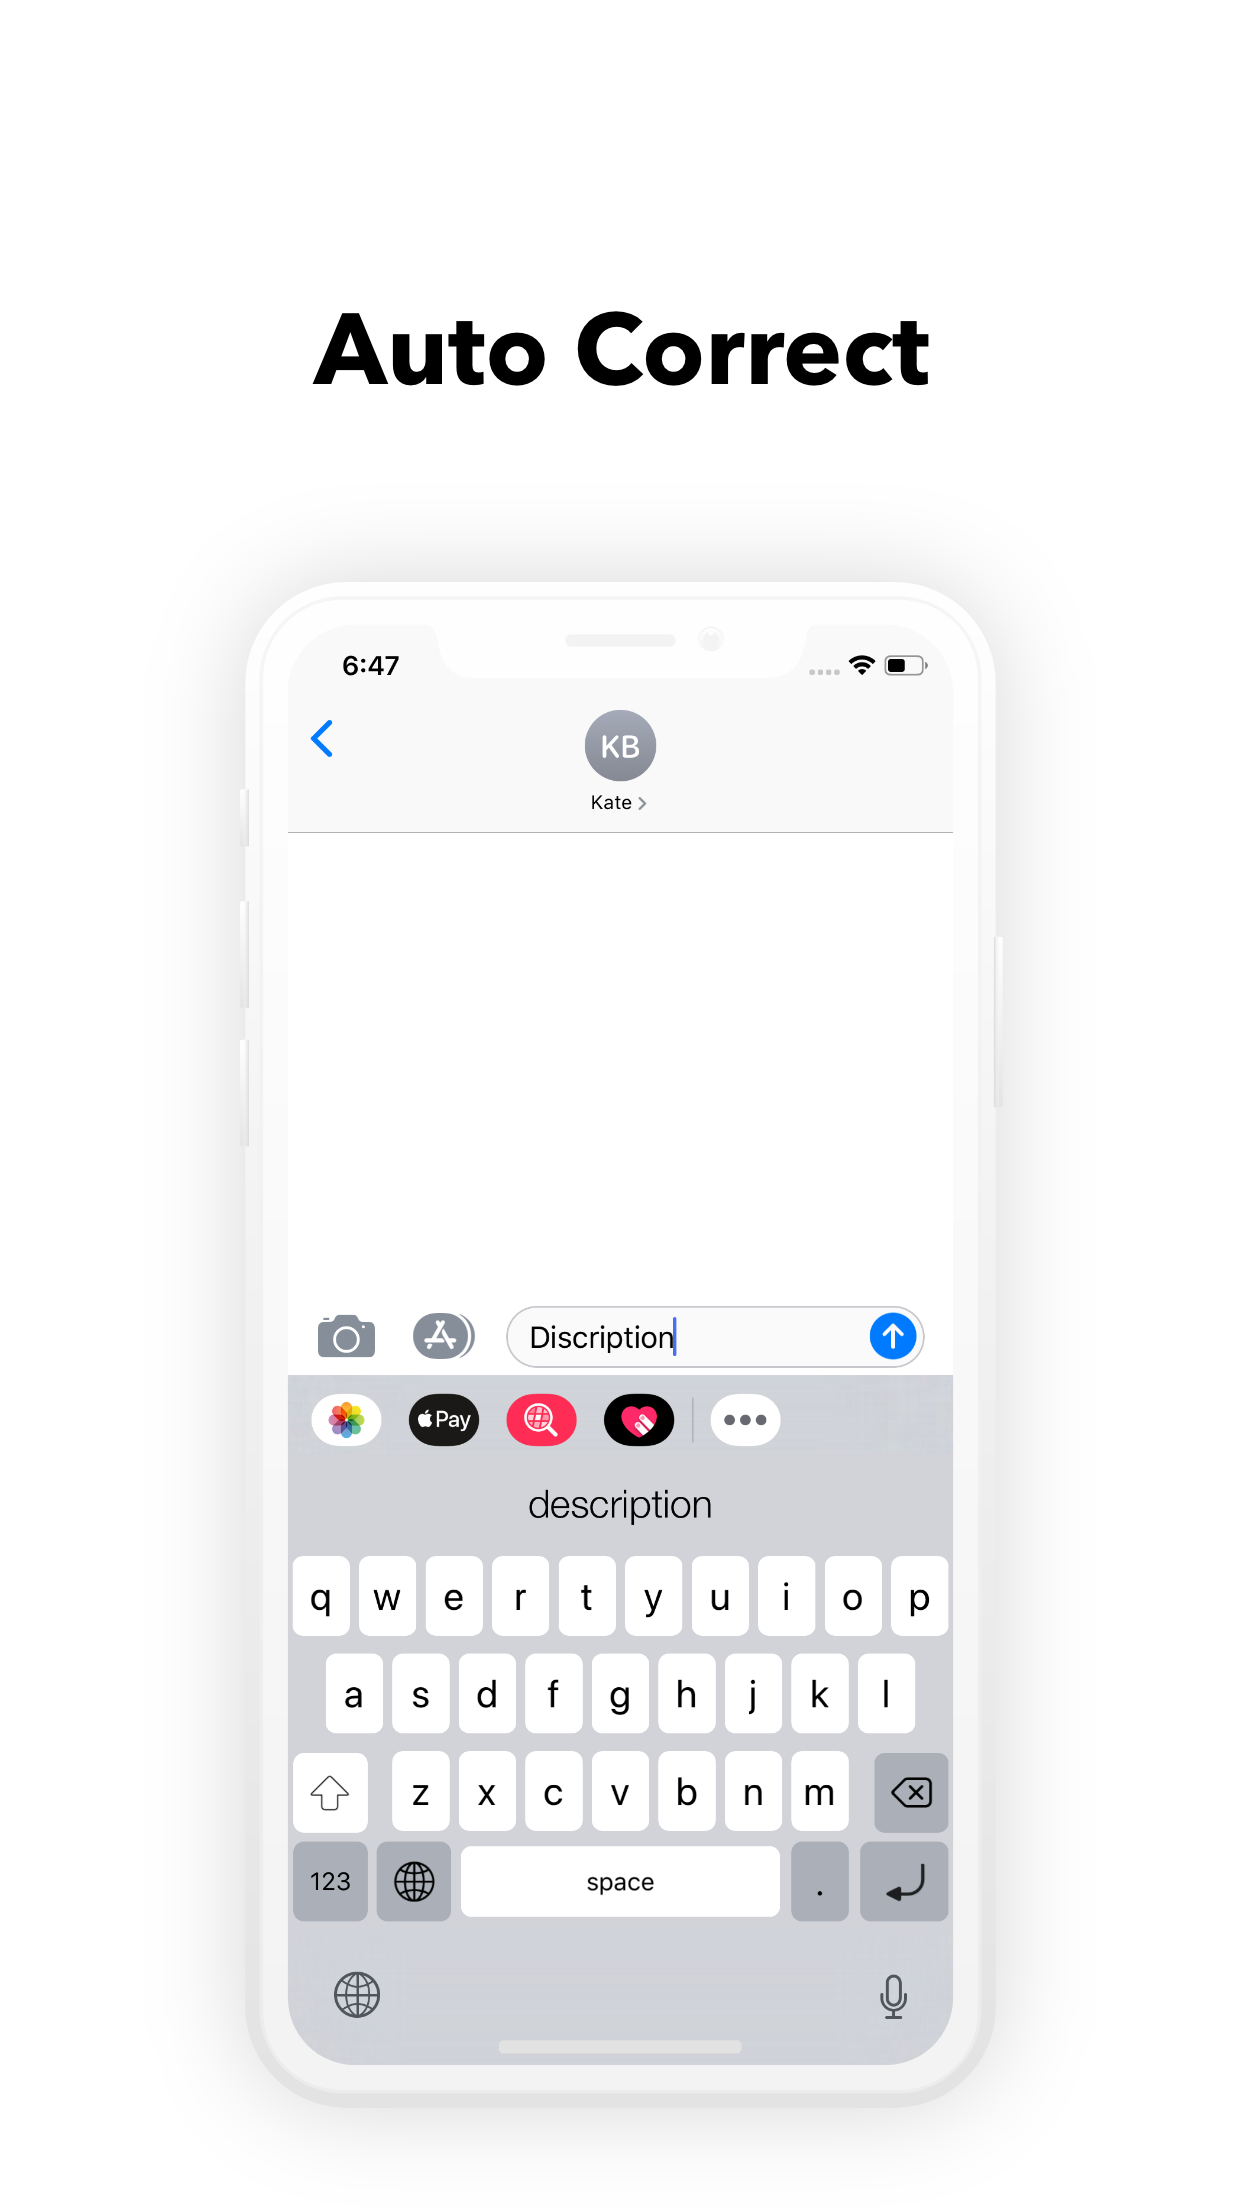 Auto Correct
6:47
KB
Kate
Discription
Pay
description
q w e r t y u i o p
a s d f g h j k l
z x c v b n m
123 space .